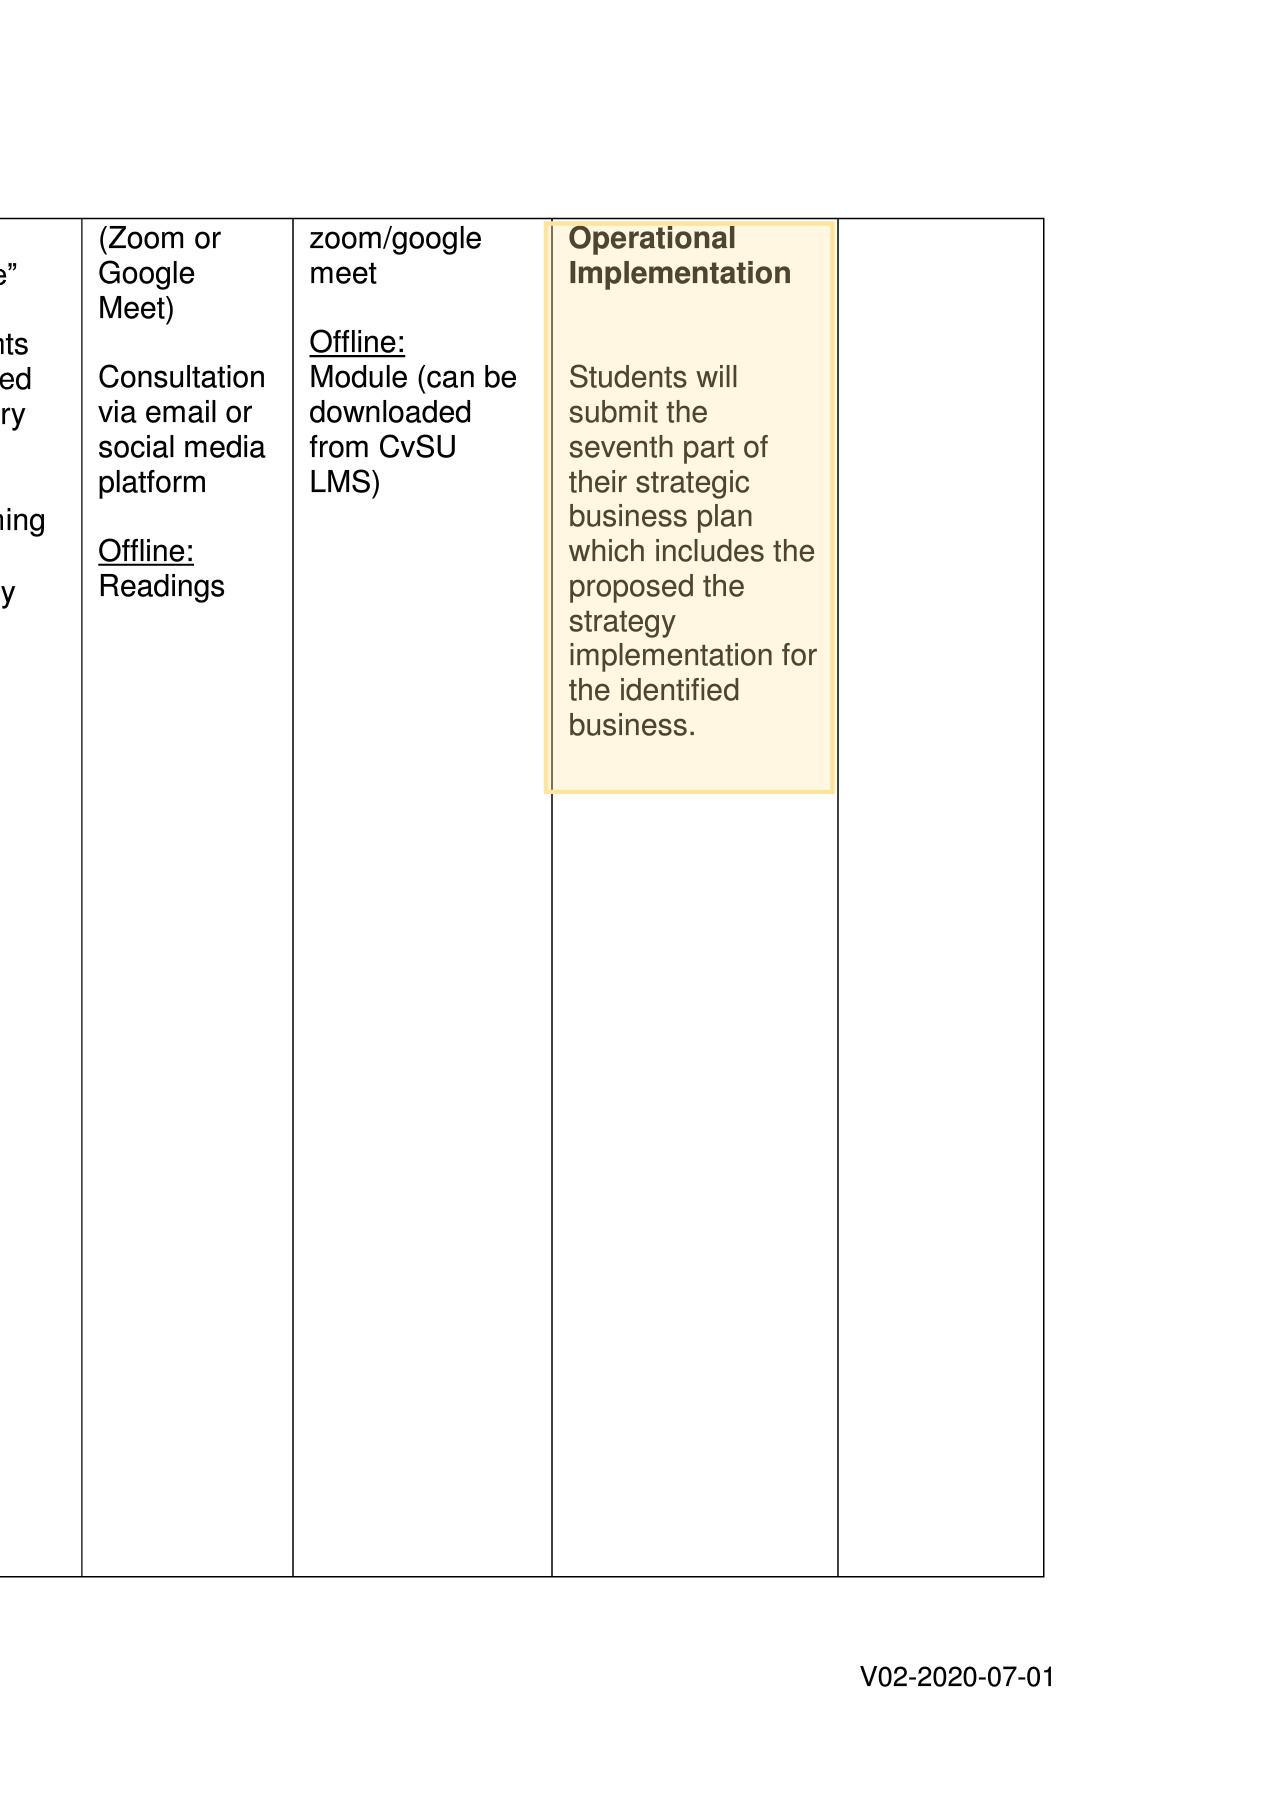 e”
nts
ed
ry
ning
y
(Zoom or
Google
Meet)
Consultation
via email or
social media
platform
Offline:
Readings
zoom/google
meet
Offline:
Module (can be
downloaded
from CvSU
LMS)
Operational
Implementation
Students will
submit the
seventh part of
their strategic
business plan
which includes the
proposed the
strategy
implementation for
the identified
business.
V02-2020-07-01